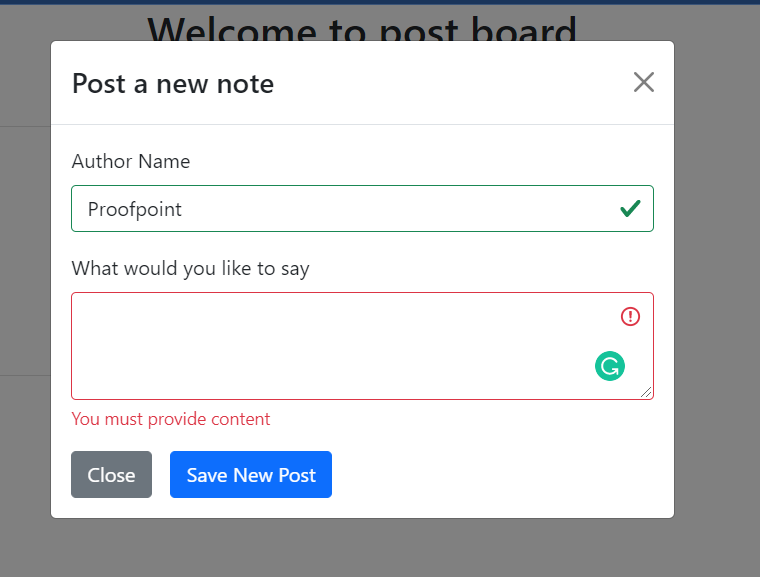 Welcome to post board
Post a new note
Author Name
Proofpoint
What would you like to say
You must provide content
Close
Save New Post